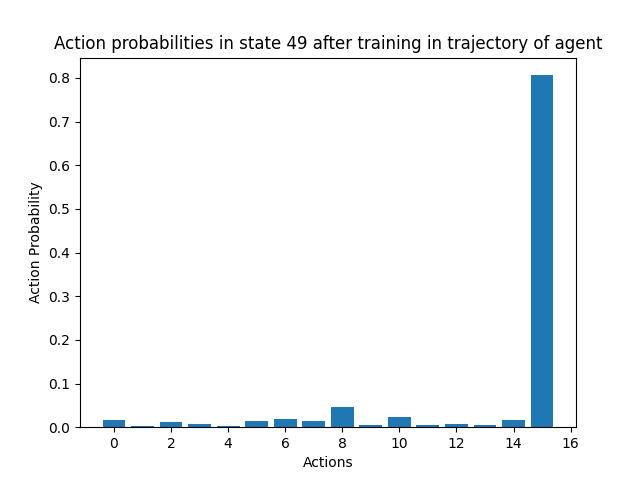 Action probabilities in state 49 after training in trajectory of agent
0.8
0.7
0.6
0.5
0.4
0.3
0.2
0.1
0.0
Action Probability
0 2 4 6 8 10 12 14 16
Actions